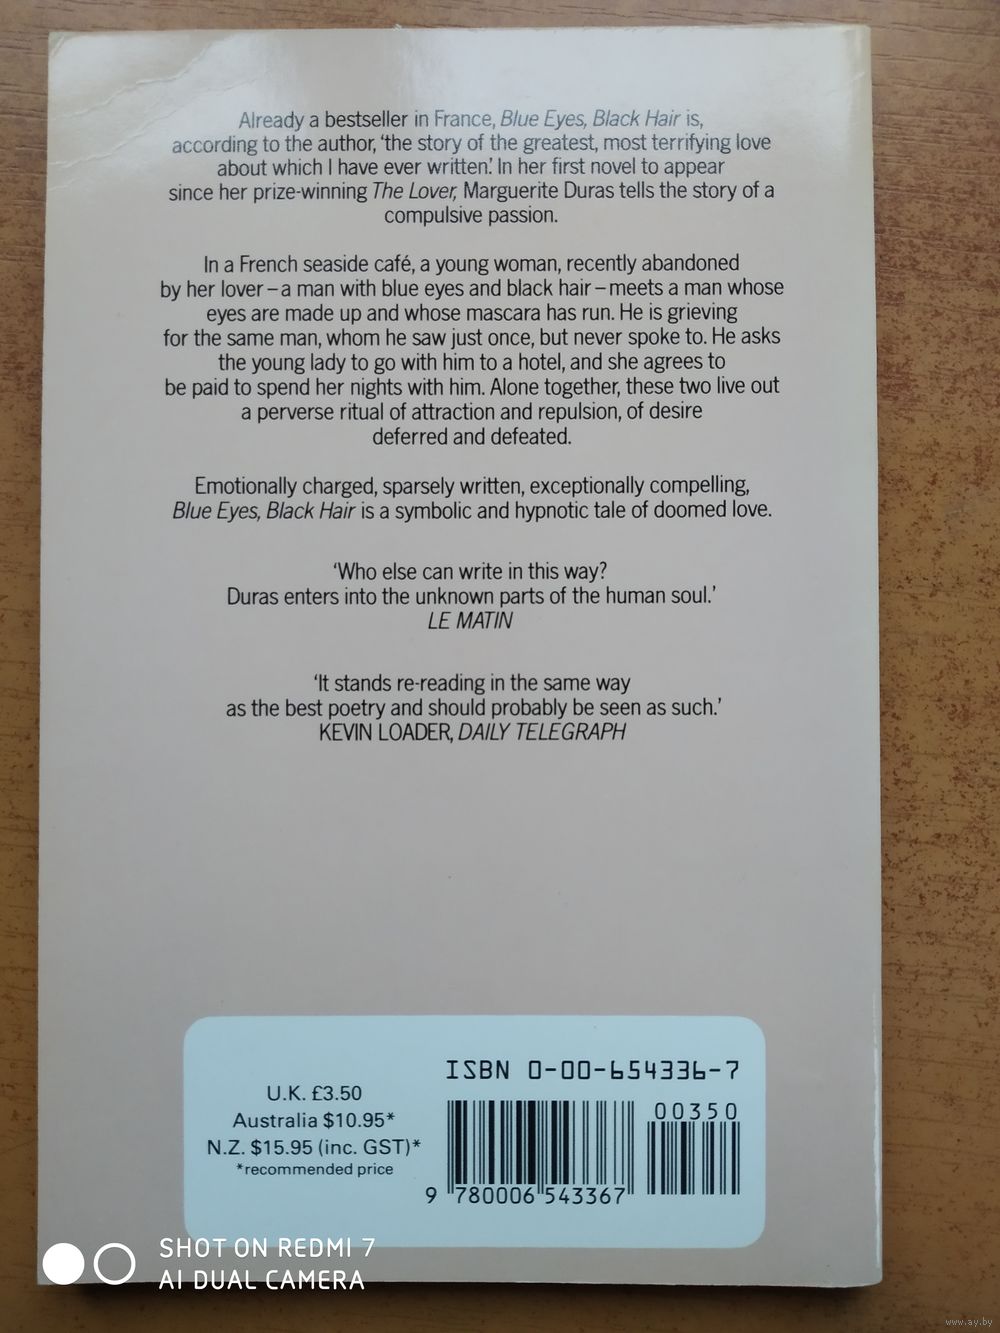 Already a bestseller in France, Blue Eyes, Black Hair is,
according to the author, ‘the story of the greatest, most terrifying love
about which I have ever written.’ In her first novel to appear
since her prize-winning The Lover, Marguerite Duras tells the story of a
compulsive passion.
In a French seaside café, a young woman, recently abandoned
by her lover – a man with blue eyes and black hair – meets a man whose
eyes are made up and whose mascara has run. He is grieving
for the same man, whom he saw just once, but never spoke to. He asks
the young lady to go with him to a hotel, and she agrees to
be paid to spend her nights with him. Alone together, these two live out
a perverse ritual of attraction and repulsion, of desire
deferred and defeated.
Emotionally charged, sparsely written, exceptionally compelling,
Blue Eyes, Black Hair is a symbolic and hypnotic tale of doomed love.
‘Who else can write in this way?
Duras enters into the unknown parts of the human soul.’
LE MATIN
‘It stands re-reading in the same way
as the best poetry and should probably be seen as such.’
KEVIN LOADER, DAILY TELEGRAPH
U.K. £3.50
Australia $10.95*
N.Z. $15.95 (inc. GST)*
*recommended price
ISBN 0-00-654336-7
00350
9 780006 543367
SHOT ON REDMI 7
AI DUAL CAMERA
www.ay.by